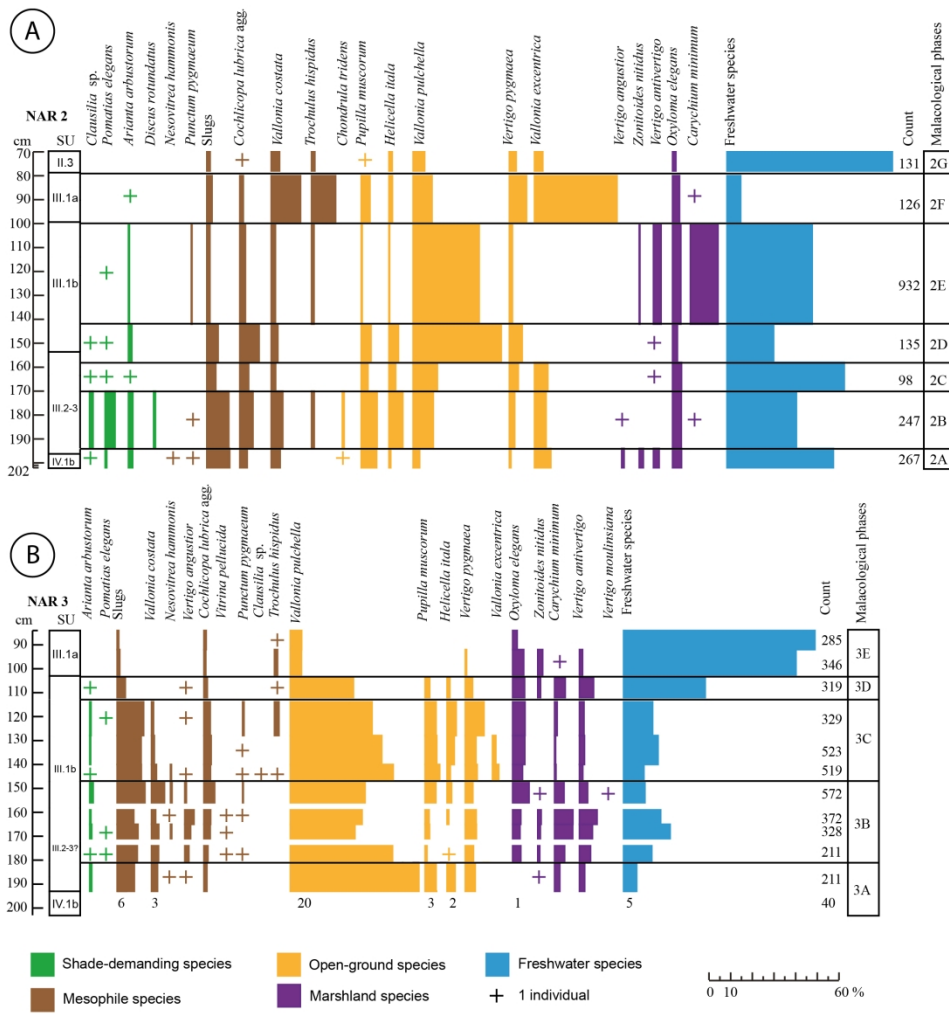 A
NAR 2
cm
SU
Clausilia sp.
Pomatias elegans
Arianta arbustorum
Discus rotundatus
Nesovitrea hammonis
Punctum pygmaeum
Slugs
Cochlicopa lubrica agg.
Vallonia costata
Trochulus hispidus
Chondrula tridens
Pupilla muscorum
Helicella itala
Vallonia pulchella
Vertigo pygmaea
Vallonia excentrica
Vertigo angustior
Zonitoides nitidus
Vertigo antivertigo
Oxyloma elegans
Carychium minimum
Freshwater species
Count
Malacological phases
70 II.3 + + 131 2G
80
90 III.1a + + 126 2F
100
110
120 III.1b + 932 2E
130
140
150 + + + 135 2D
160 + + + + 98 2C
170
180 III.2-3 + + + 247 2B
190
202 IV.1b + + + + 267 2A
B
NAR 3
cm
SU
Arianta arbustorum
Pomatias elegans
Slugs
Vallonia costata
Nesovitrea hammonis
Vertigo angustior
Cochlicopa lubrica agg.
Vitrina pellucida
Punctum pygmaeum
Clausilia sp.
Trochulus hispidus
Vallonia pulchella
Pupilla muscorum
Helicella itala
Vertigo pygmaea
Vallonia excentrica
Oxyloma elegans
Zonitoides nitidus
Carychium minimum
Vertigo antivertigo
Vertigo moulinsiana
Freshwater species
Count
Malacological phases
90 III.1a + 285 3E
100 + 346
110 + + + 319 3D
120 + + 329 3C
130 + 523
140 III.1b + + + + + 519
150 + + 572
160 + + + 372 3B
170 + + 328
180 III.2-3? + + + + + 211
190 + + + 211 3A
200 IV.1b 6 3 20 3 2 1 5 40
Shade-demanding species
Open-ground species
Freshwater species
Mesophile species
Marshland species
+ 1 individual
0 10 60 %